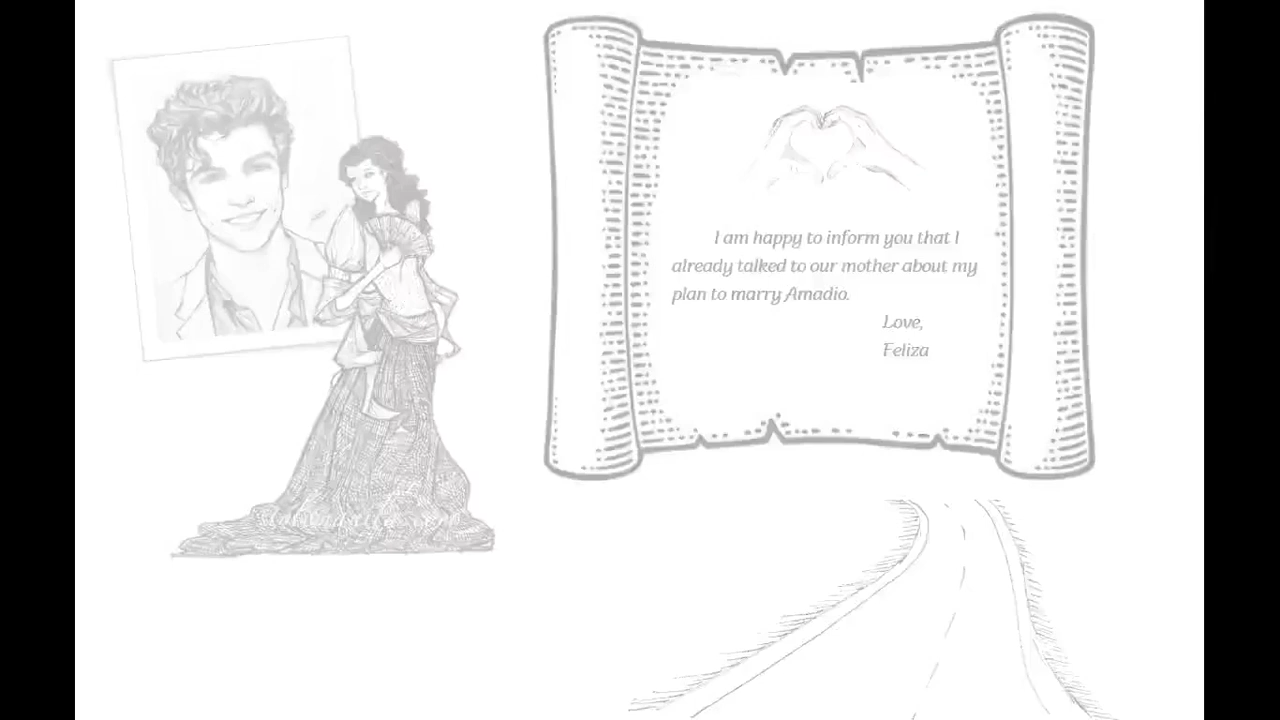 I am happy to inform you that I
already talked to our mother about my
plan to marry Amadio.
Love,
Feliza